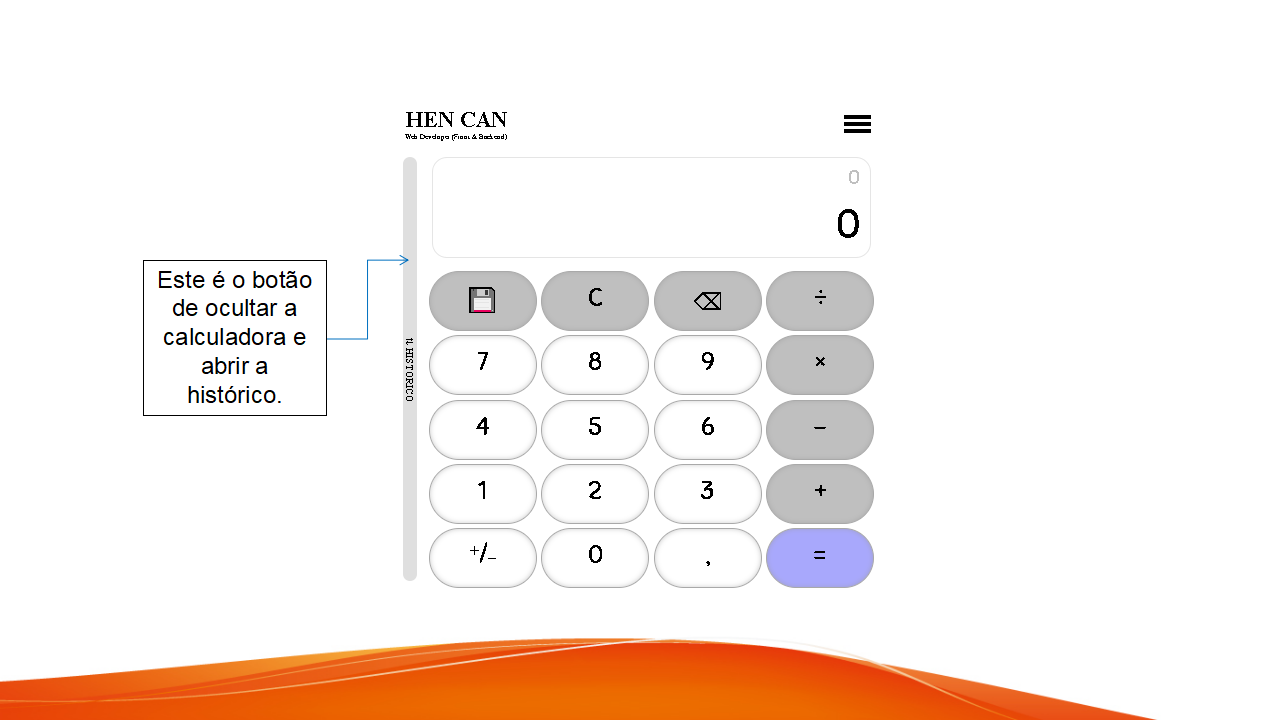 HEN CAN
Web Developer (Front & Backend)
0
0
Este é o botão
de ocultar a
calculadora e
abrir a
histórico.
⇅ HISTORICO
C ⌫ ÷
7 8 9 ×
4 5 6 −
1 2 3 +
+/− 0 , =